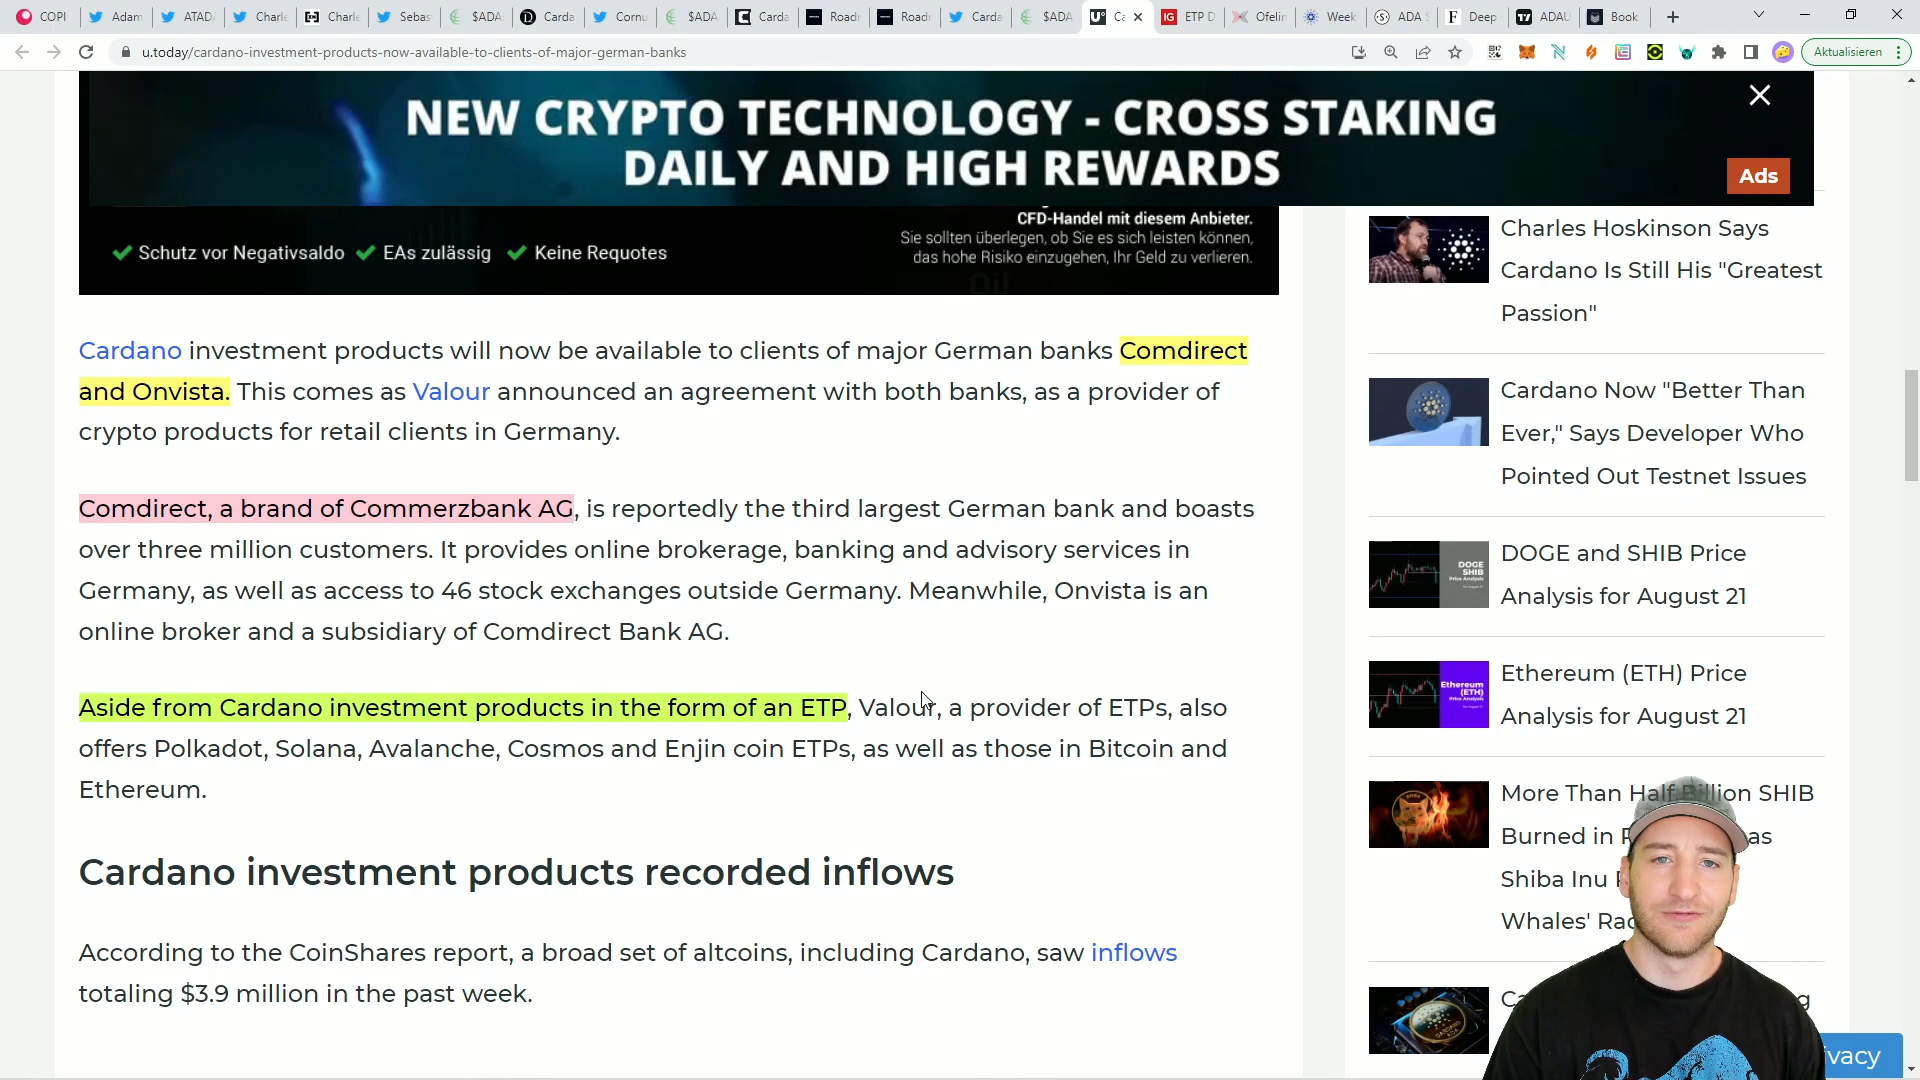 COPI
Adam
ATAD
Charle
Charle
Sebas
$ADA
Carda
Cornu
$ADA
Carda
Roadr
Roadr
Carda
$ADA
Ca
ETP D
Ofelin
Week
ADA S
Deep
ADAU
Book
u.today/cardano-investment-products-now-available-to-clients-of-major-german-banks
Aktualisieren
NEW CRYPTO TECHNOLOGY - CROSS STAKING
DAILY AND HIGH REWARDS
Ads
CFD-Handel mit diesem Anbieter.
Sie sollten überlegen, ob Sie es sich leisten können,
das hohe Risiko einzugehen, Ihr Geld zu verlieren.
Schutz vor Negativsaldo EAs zulässig Keine Requotes
Oil
Cardano investment products will now be available to clients of major German banks Comdirect
and Onvista. This comes as Valour announced an agreement with both banks, as a provider of
crypto products for retail clients in Germany.
Comdirect, a brand of Commerzbank AG, is reportedly the third largest German bank and boasts
over three million customers. It provides online brokerage, banking and advisory services in
Germany, as well as access to 46 stock exchanges outside Germany. Meanwhile, Onvista is an
online broker and a subsidiary of Comdirect Bank AG.
Aside from Cardano investment products in the form of an ETP, Valour, a provider of ETPs, also
offers Polkadot, Solana, Avalanche, Cosmos and Enjin coin ETPs, as well as those in Bitcoin and
Ethereum.
Cardano investment products recorded inflows
According to the CoinShares report, a broad set of altcoins, including Cardano, saw inflows
totaling $3.9 million in the past week.
Charles Hoskinson Says
Cardano Is Still His "Greatest
Passion"
Cardano Now "Better Than
Ever," Says Developer Who
Pointed Out Testnet Issues
DOGE
SHIB
Price Analysis
DOGE and SHIB Price
Analysis for August 21
Ethereum
(ETH)
Price Analysis
Ethereum (ETH) Price
Analysis for August 21
More Than Half Billion SHIB
Burned in
as
Shiba Inu
Whales'